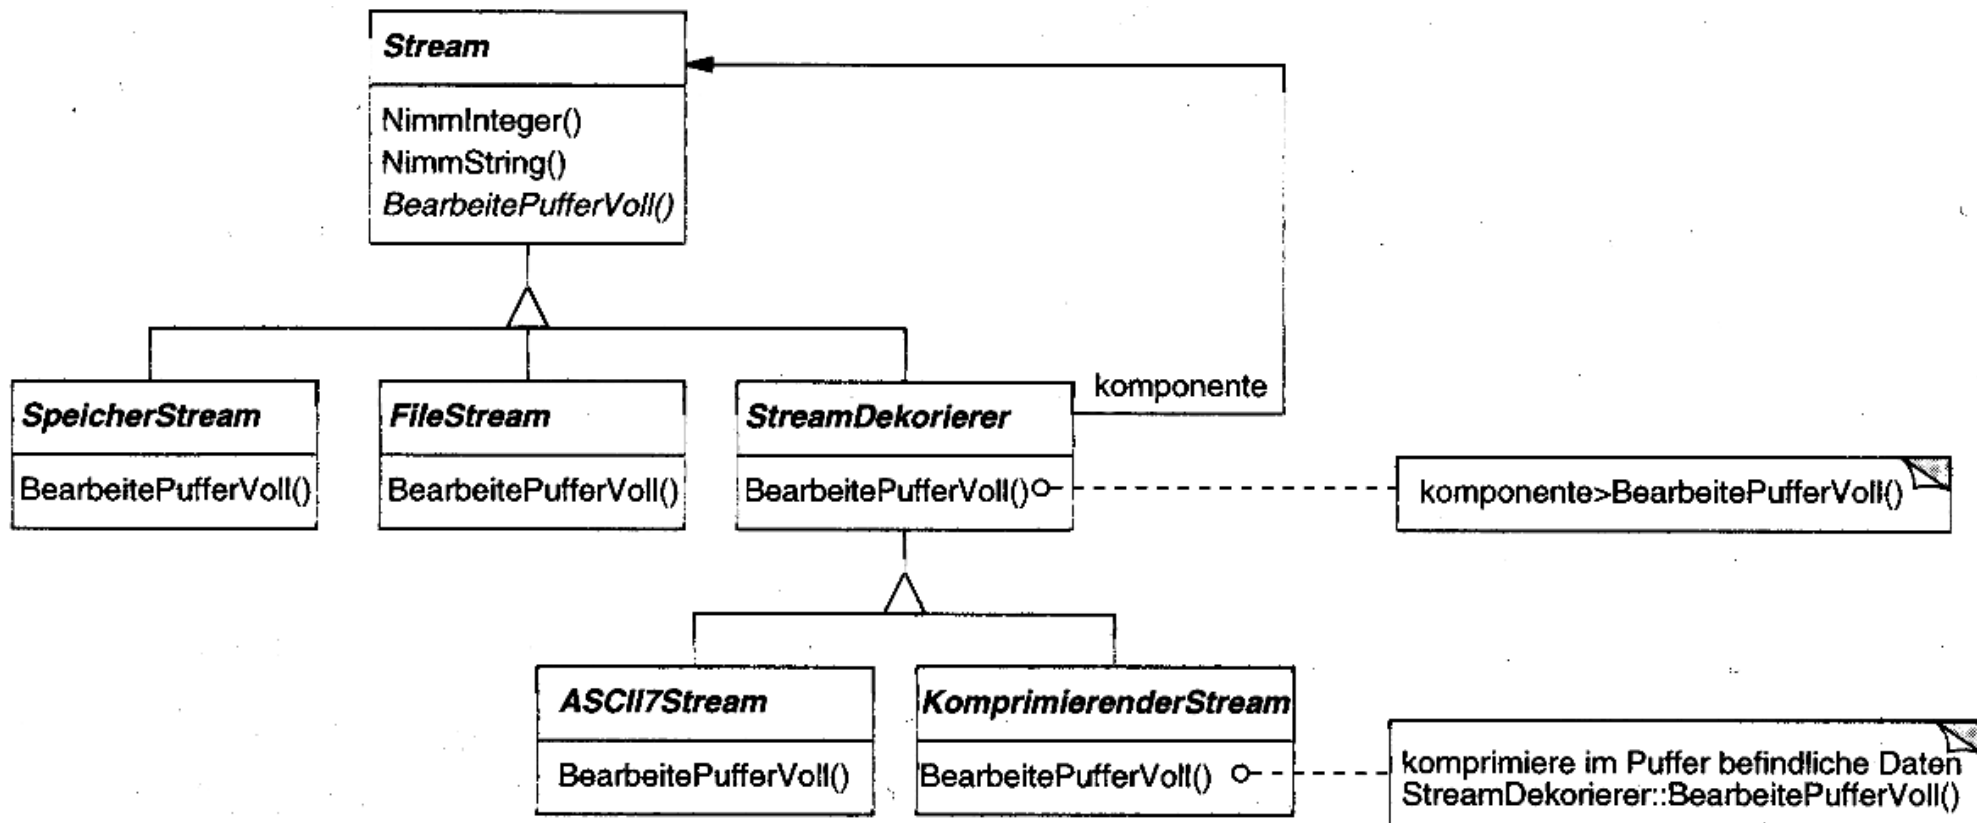 Stream
NimmInteger()
NimmString()
BearbeitePufferVoll()
komponente
SpeicherStream
BearbeitePufferVoll()
FileStream
BearbeitePufferVoll()
StreamDekorierer
BearbeitePufferVoll()
komponente>BearbeitePufferVoll()
ASCII7Stream
BearbeitePufferVoll()
KomprimierenderStream
BearbeitePufferVoll()
komprimiere im Puffer befindliche Daten
StreamDekorierer::BearbeitePufferVoll()